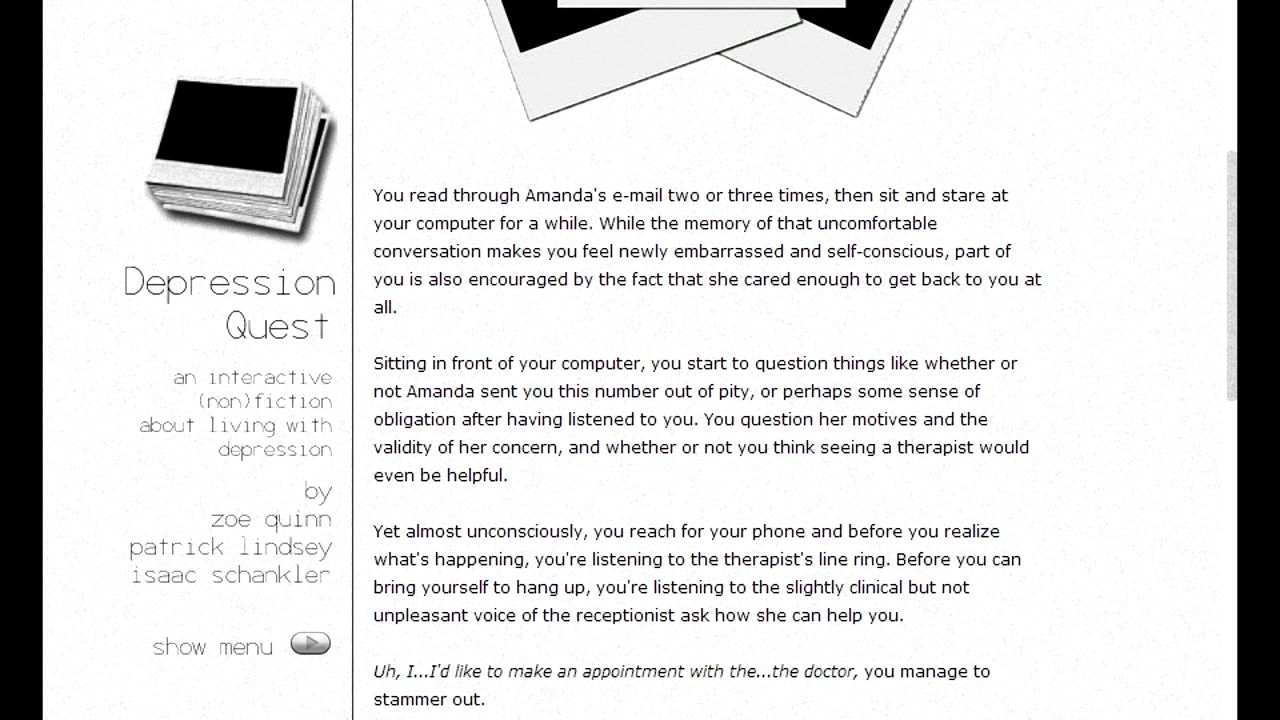 Depression
Quest
an interactive
(non)fiction
about living with
depression
by
zoe quinn
patrick lindsey
isaac schankler
show menu
You read through Amanda's e-mail two or three times, then sit and stare at
your computer for a while. While the memory of that uncomfortable
conversation makes you feel newly embarrassed and self-conscious, part of
you is also encouraged by the fact that she cared enough to get back to you at
all.
Sitting in front of your computer, you start to question things like whether or
not Amanda sent you this number out of pity, or perhaps some sense of
obligation after having listened to you. You question her motives and the
validity of her concern, and whether or not you think seeing a therapist would
even be helpful.
Yet almost unconsciously, you reach for your phone and before you realize
what's happening, you're listening to the therapist's line ring. Before you can
bring yourself to hang up, you're listening to the slightly clinical but not
unpleasant voice of the receptionist ask how she can help you.
Uh, I...I'd like to make an appointment with the...the doctor, you manage to
stammer out.